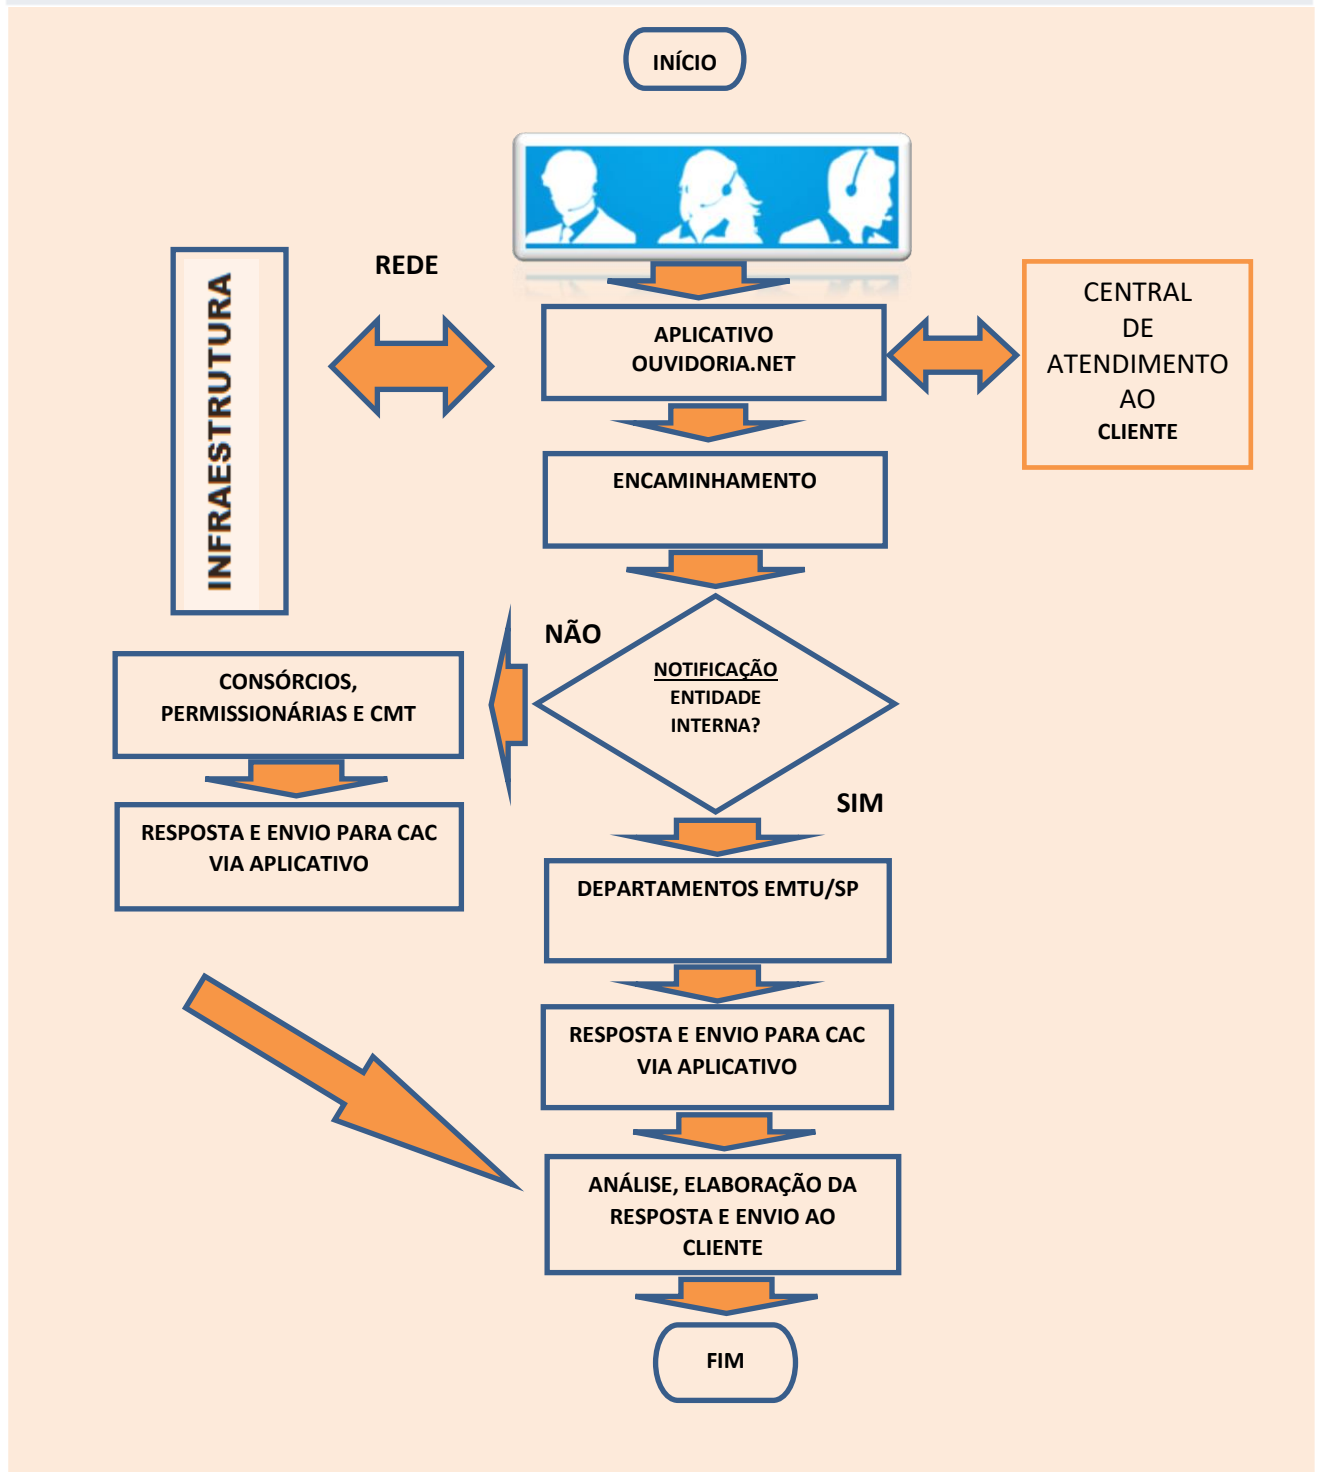 INÍCIO
REDE
INFRAESTRUTURA
APLICATIVO
OUVIDORIA.NET
CENTRAL
DE
ATENDIMENTO
AO
CLIENTE
ENCAMINHAMENTO
NÃO
NOTIFICAÇÃO
ENTIDADE
INTERNA?
CONSÓRCIOS,
PERMISSIONÁRIAS E CMT
SIM
RESPOSTA E ENVIO PARA CAC
VIA APLICATIVO
DEPARTAMENTOS EMTU/SP
RESPOSTA E ENVIO PARA CAC
VIA APLICATIVO
ANÁLISE, ELABORAÇÃO DA
RESPOSTA E ENVIO AO
CLIENTE
FIM